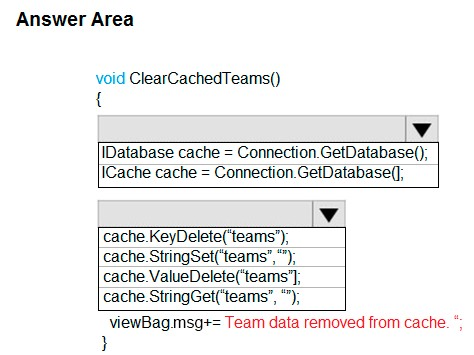 Answer Area
void ClearCachedTeams()
{
IDatabase cache = Connection.GetDatabase();
ICache cache = Connection.GetDatabase(];
cache.KeyDelete(“teams”);
cache.StringSet(“teams”,“”);
cache.ValueDelete(“teams”];
cache.StringGet(“teams”, “”);
viewBag.msg+= Team data removed from cache. “;
}